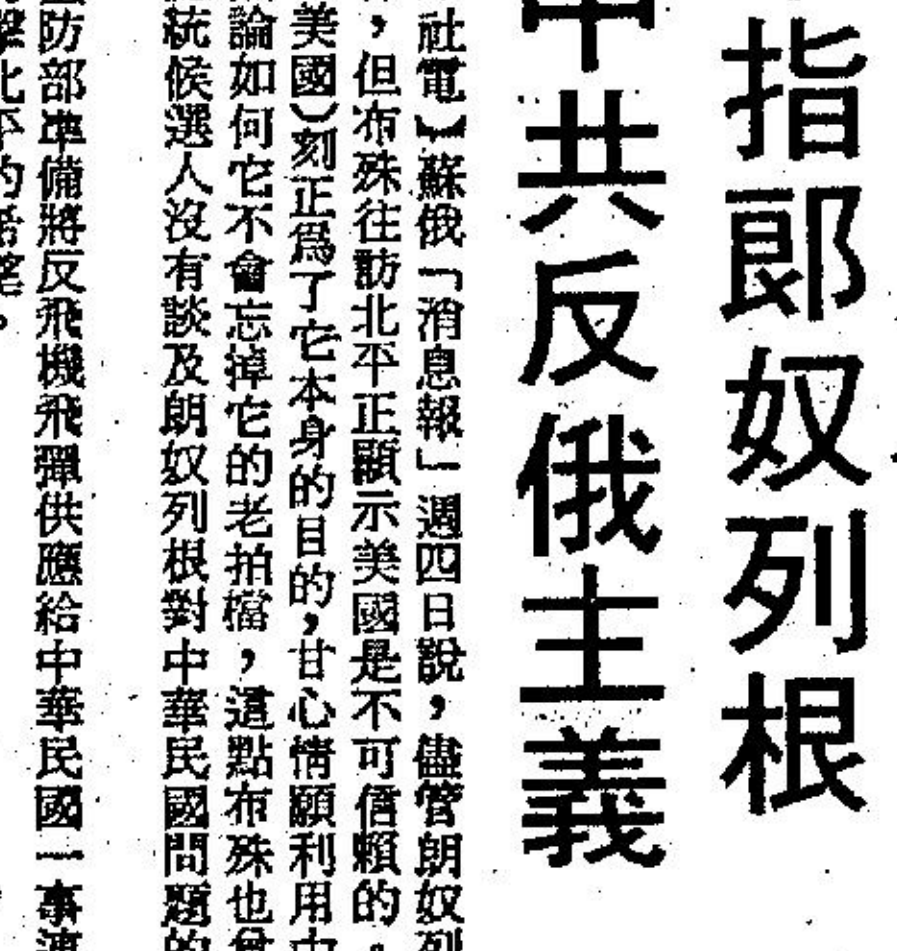 指郞奴列根
中共反俄主義
社電】蘇俄「消息報」週四日說,儘管朗奴列
,但布殊往訪北平正顯示美國是不可信賴的。
美國)刻正爲了它本身的目的,甘心情願利用中
論如何它不會忘掉它的老拍檔,這點布殊也曾
統候選人沒有談及朗奴列根對中華民國問題的
防部準備將反飛機飛彈供應給中華民國一事連
擊北平的希望。